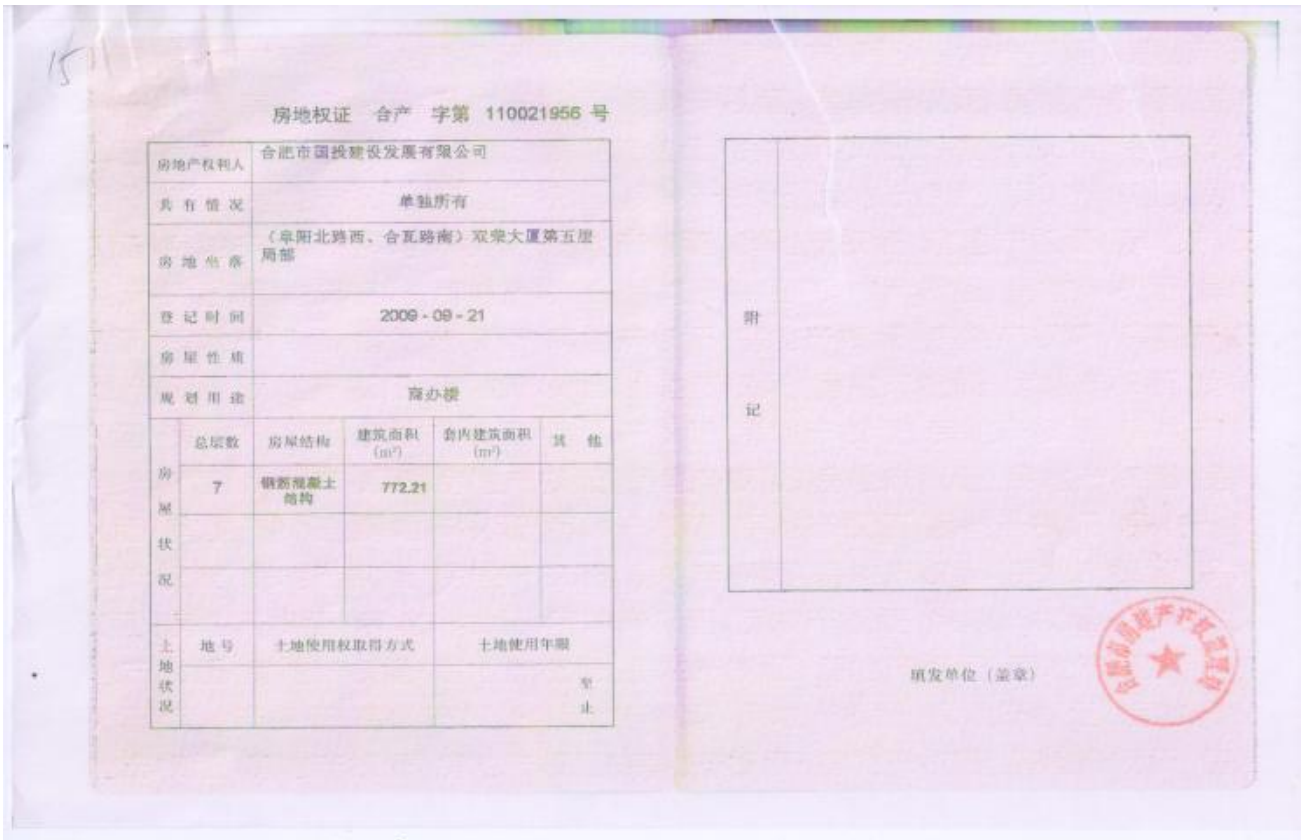 15
房地权证 合产 字第 110021956 号
房地产权利人 合肥市国投建设发展有限公司
共有情况 单独所有
房地坐落 （阜阳北路西、合瓦路南）双荣大厦第五层
局部
登记时间 2009-09-21
房屋性质
规划用途 商办楼
房屋状况
总层数 房屋结构 建筑面积(m²) 套内建筑面积(m²) 其他
7 钢筋混凝土结构 772.21
土地状况
地号 土地使用权取得方式 土地使用年限
至
止
附
记
填发单位（盖章）